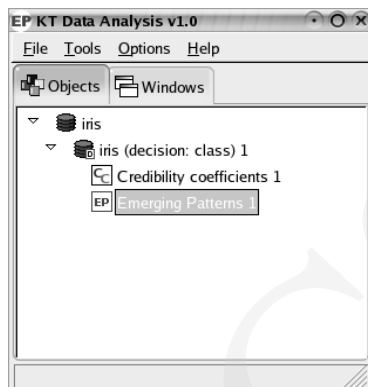 EP KT Data Analysis v1.0
File Tools Options Help
Objects Windows
iris
iris (decision: class) 1
CC Credibility coefficients 1
EP Emerging Patterns 1